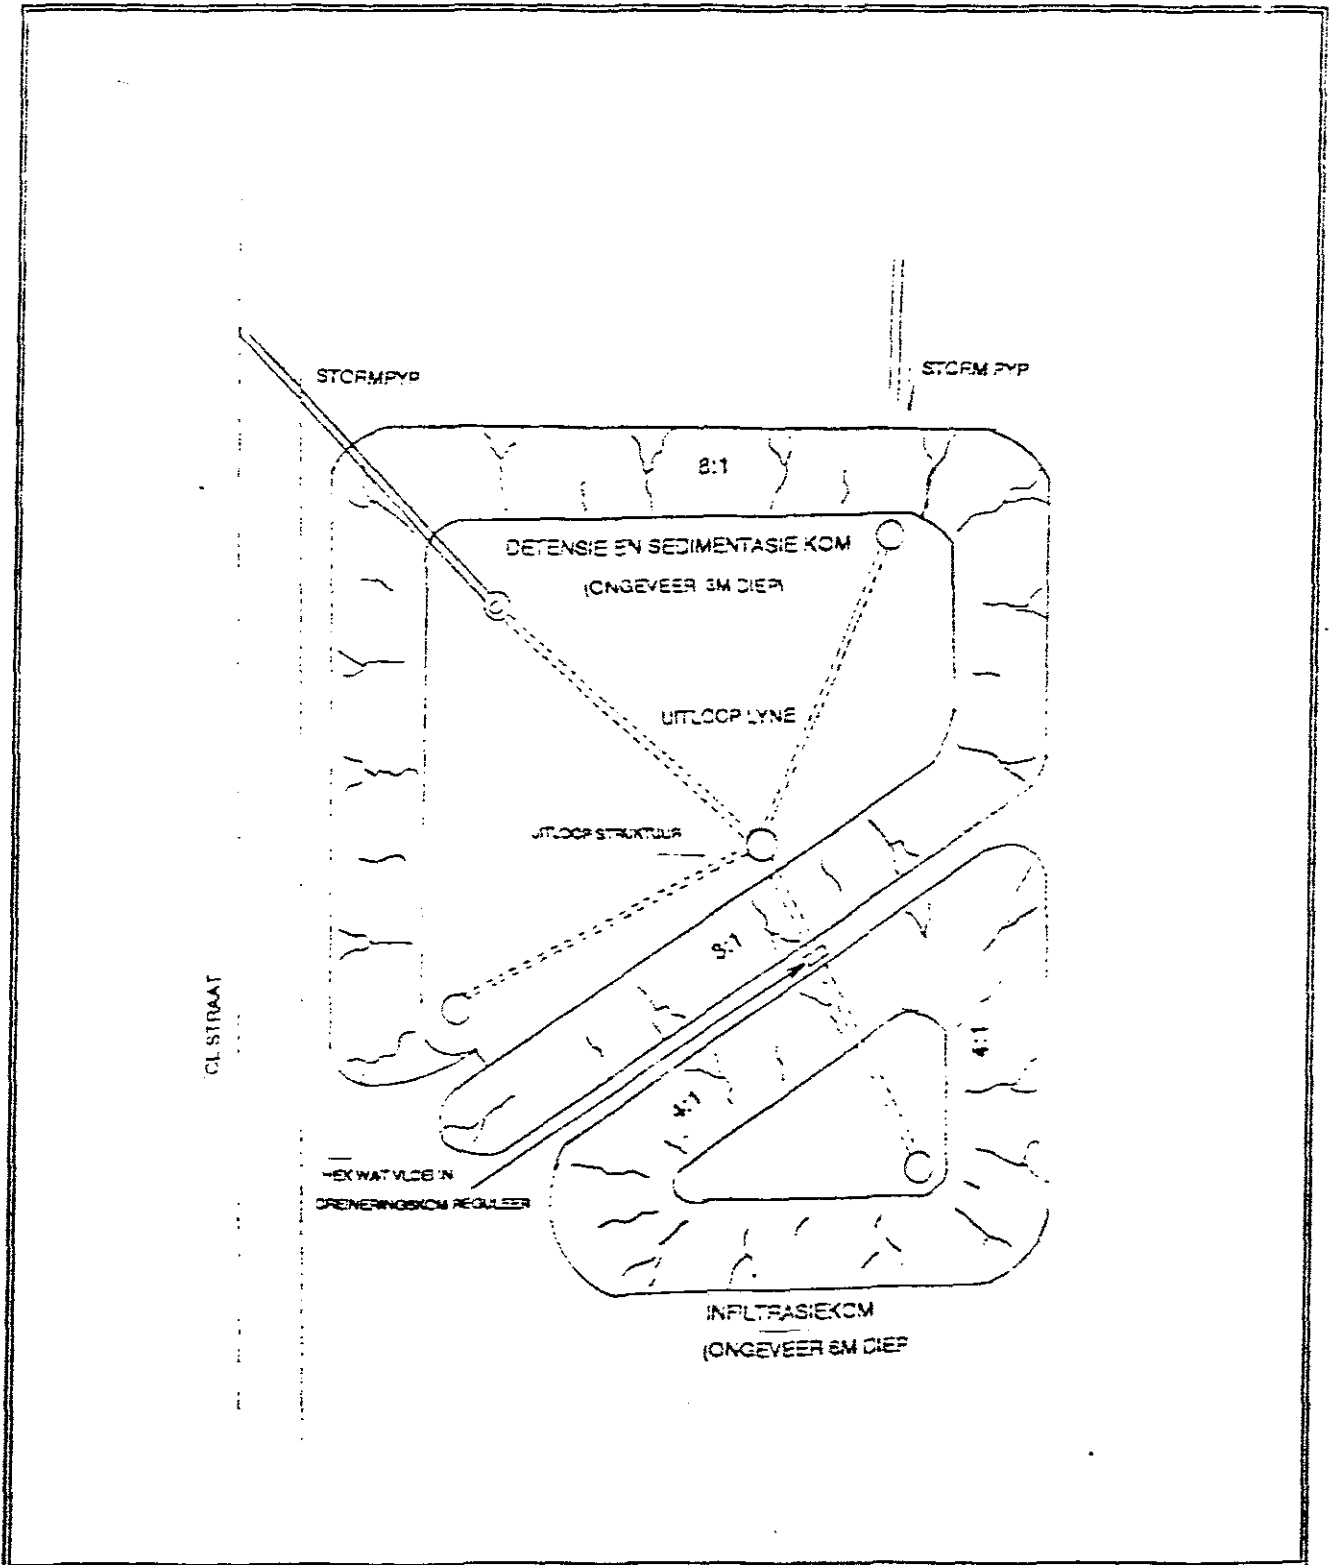 STORMPYP
STORM PYP
8:1
DETENSIE EN SEDIMENTASIE KOM
(ONGEVEER 3M DIEP)
UITLOOP LYNE
UITLOOP STRUKTUUR
8:1
CL STRAAT
4:1
4:1
HEK WAT VLOEI IN
DREINERINGSKOM REGULEER
INFILTRASIEKOM
(ONGEVEER 6M DIEP